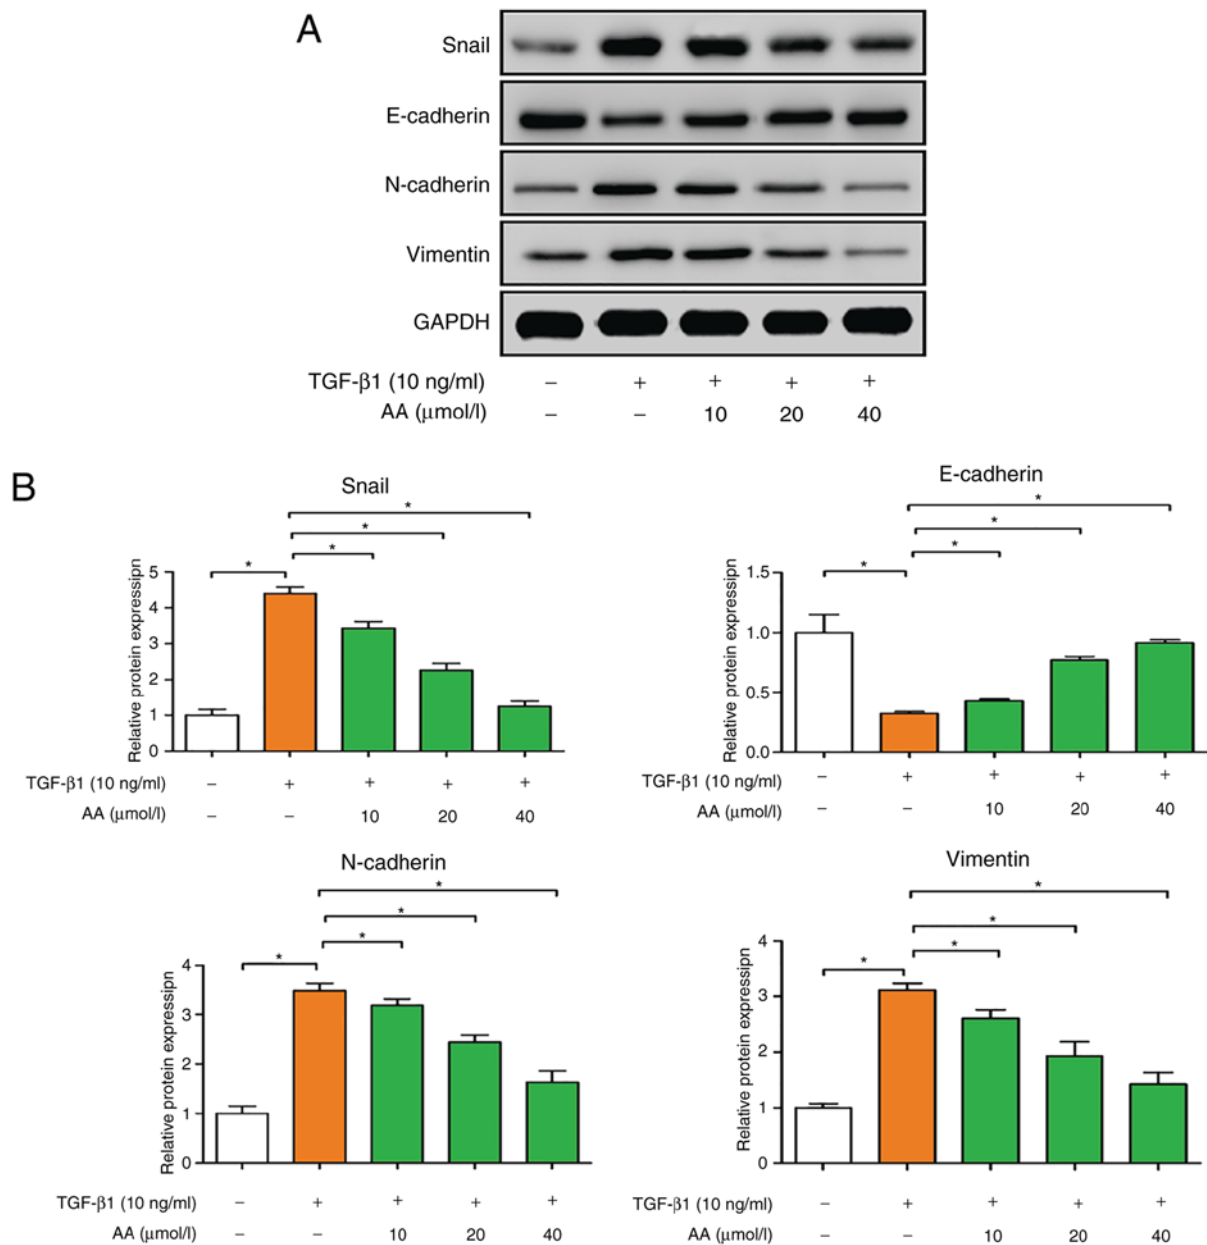 A
Snail
E-cadherin
N-cadherin
Vimentin
GAPDH
TGF-β1 (10 ng/ml) – + + + +
AA (μmol/l) – – 10 20 40
B
Snail
* * * *
Relative protein expressipn
5
4
3
2
1
0
TGF-β1 (10 ng/ml) – + + + +
AA (μmol/l) – – 10 20 40
E-cadherin
* * * *
Relative protein expressipn
1.5
1.0
0.5
0.0
TGF-β1 (10 ng/ml) – + + + +
AA (μmol/l) – – 10 20 40
N-cadherin
* * * *
Relative protein expressipn
4
3
2
1
0
TGF-β1 (10 ng/ml) – + + + +
AA (μmol/l) – – 10 20 40
Vimentin
* * * *
Relative protein expressipn
4
3
2
1
0
TGF-β1 (10 ng/ml) – + + + +
AA (μmol/l) – – 10 20 40